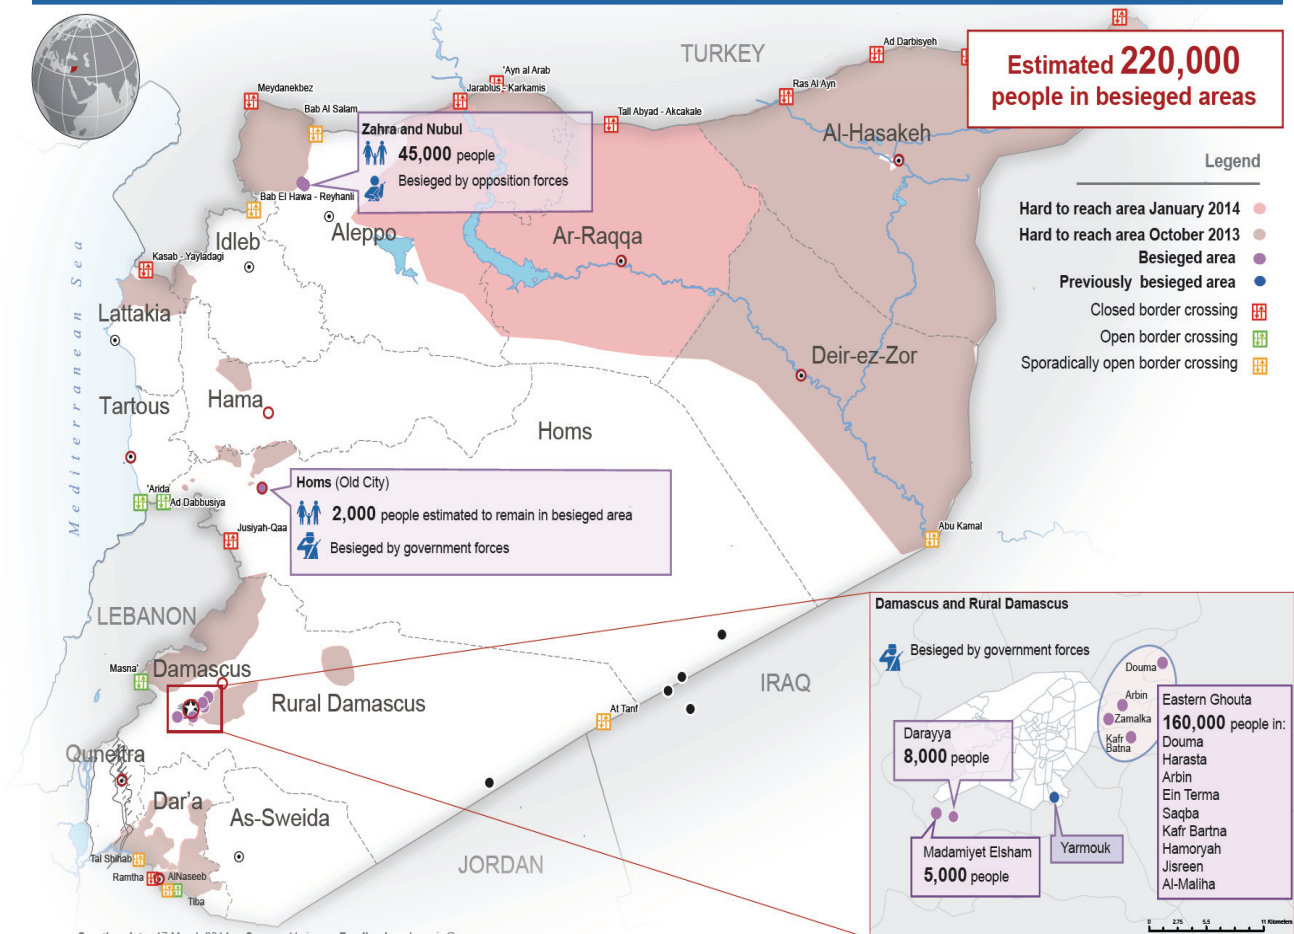 TURKEY
Estimated 220,000
people in besieged areas
Legend
Hard to reach area January 2014
Hard to reach area October 2013
Besieged area
Previously besieged area
Closed border crossing
Open border crossing
Sporadically open border crossing
Meydanekbez
Bab Al Salam
'Ayn al Arab
Jarablus - Karkamis
Tall Abyad - Akcakale
Ras Al Ayn
Ad Darbisyeh
Al-Hasakeh
Zahra and Nubul
45,000 people
Besieged by opposition forces
Bab El Hawa - Reyhanli
Idleb
Aleppo
Ar-Raqqa
Kasab - Yayladagi
Lattakia
Mediterranean Sea
Deir-ez-Zor
Tartous
Hama
Homs
'Arida
Ad Dabbusiya
Jusiyah-Qaa
Homs (Old City)
2,000 people estimated to remain in besieged area
Besieged by government forces
Abu Kamal
LEBANON
Masna'
Damascus
Rural Damascus
IRAQ
At Tanf
Quneitra
Dar'a
As-Sweida
JORDAN
Tal Shihab
Ramtha
AlNaseeb
Tiba
Damascus and Rural Damascus
Besieged by government forces
Douma
Arbin
Zamalka
Kafr
Batna
Darayya
8,000 people
Madamiyet Elsham
5,000 people
Yarmouk
Eastern Ghouta
160,000 people in:
Douma
Harasta
Arbin
Ein Terma
Saqba
Kafr Bartna
Hamoryah
Jisreen
Al-Maliha
0 2.75 5.5 11 Kilometers